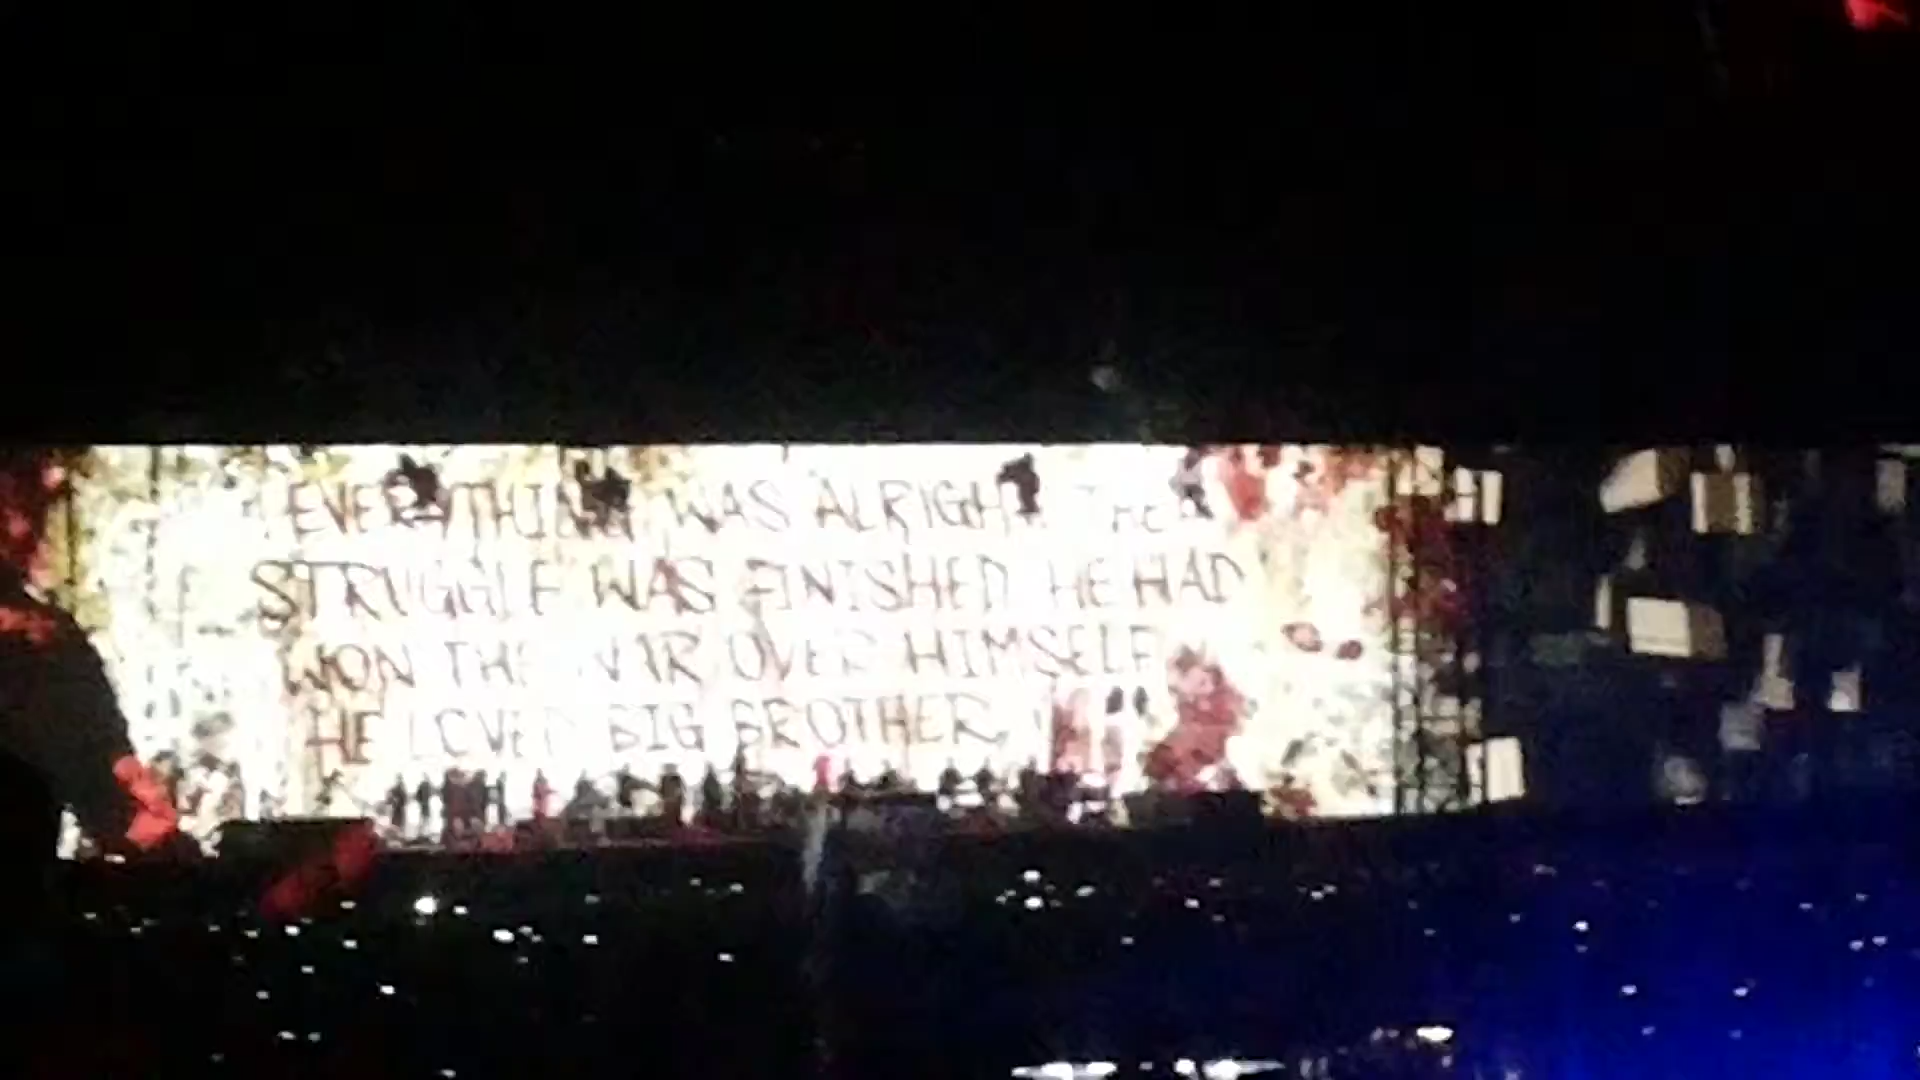 EVERYTHING WAS ALRIGHT THE
STRUGGLE WAS FINISHED HE HAD
WON THE WAR OVER HIMSELF
HE LOVED BIG BROTHER